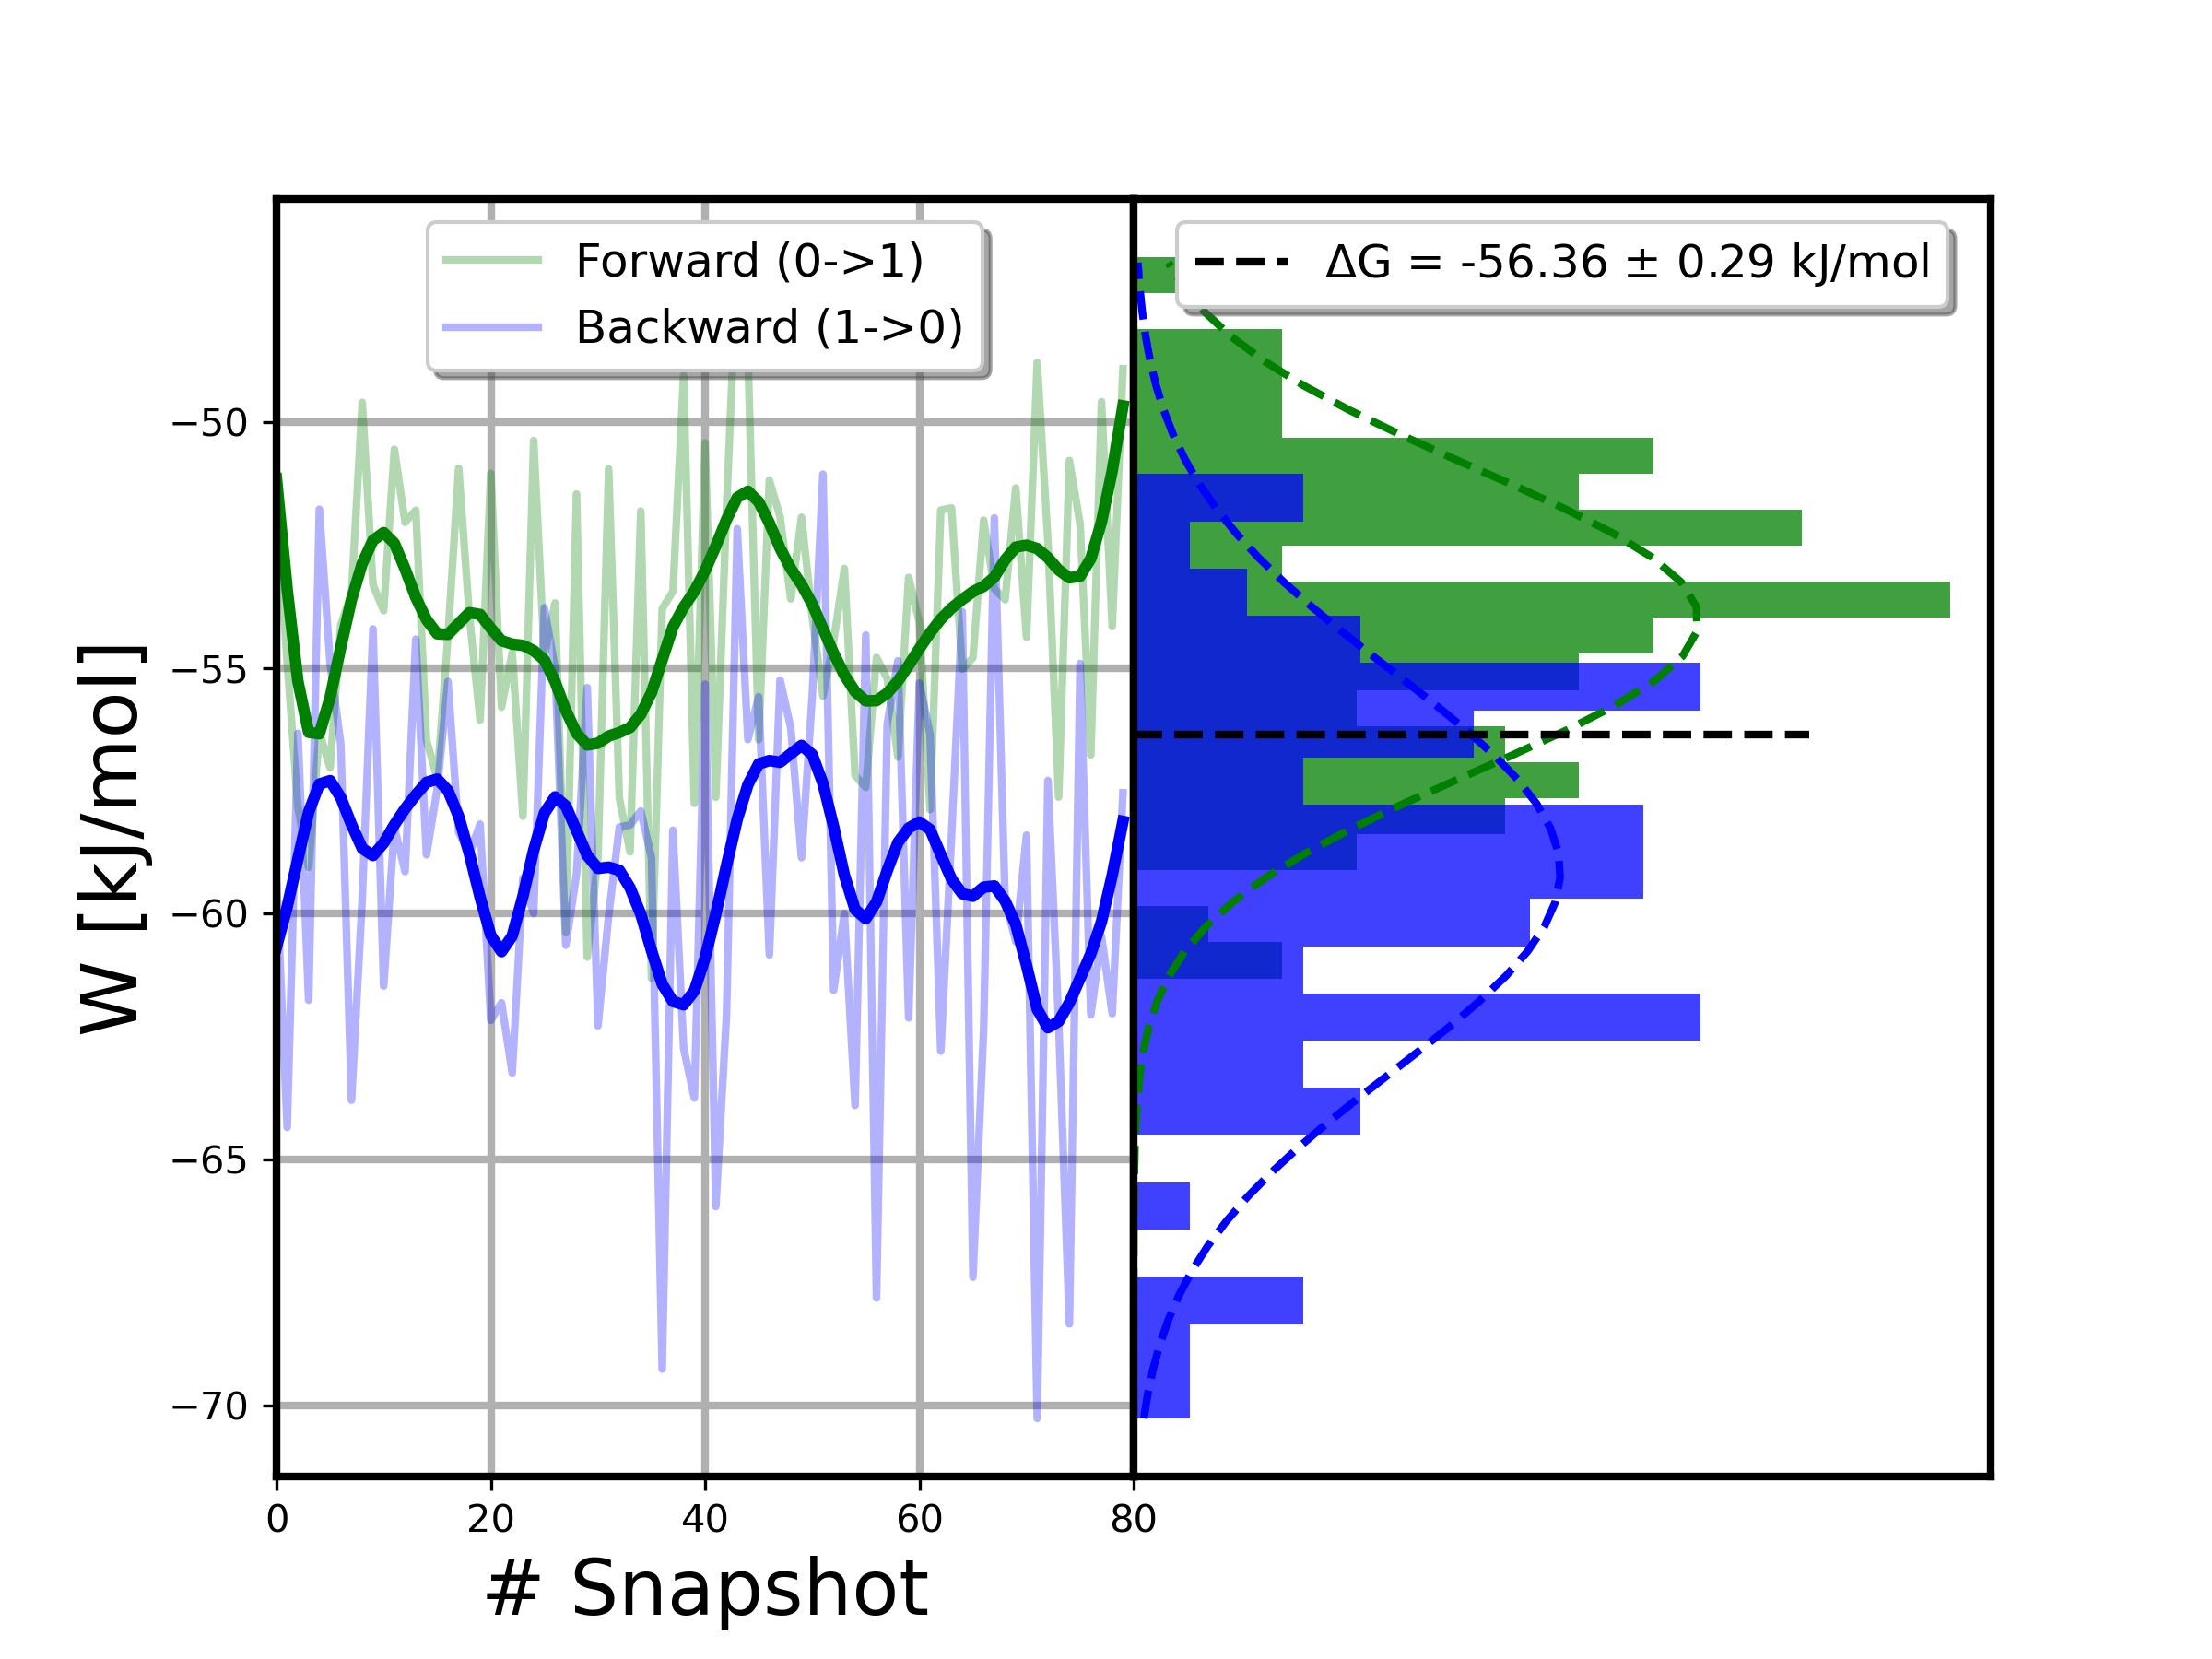 Forward (0->1)
Backward (1->0)
ΔG = -56.36 ± 0.29 kJ/mol
W [kJ/mol]
−50
−55
−60
−65
−70
0 20 40 60 80
# Snapshot